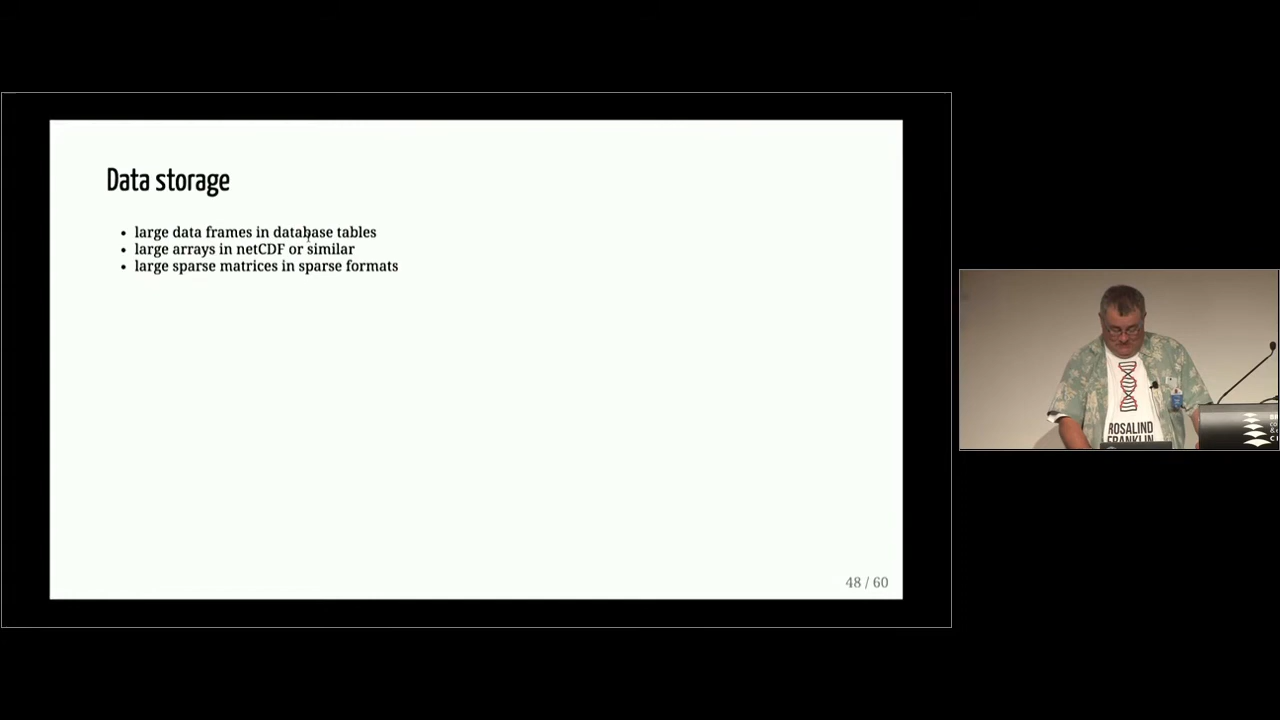 Data storage
• large data frames in database tables
• large arrays in netCDF or similar
• large sparse matrices in sparse formats
48 / 60
ROSALIND
FRANKLIN